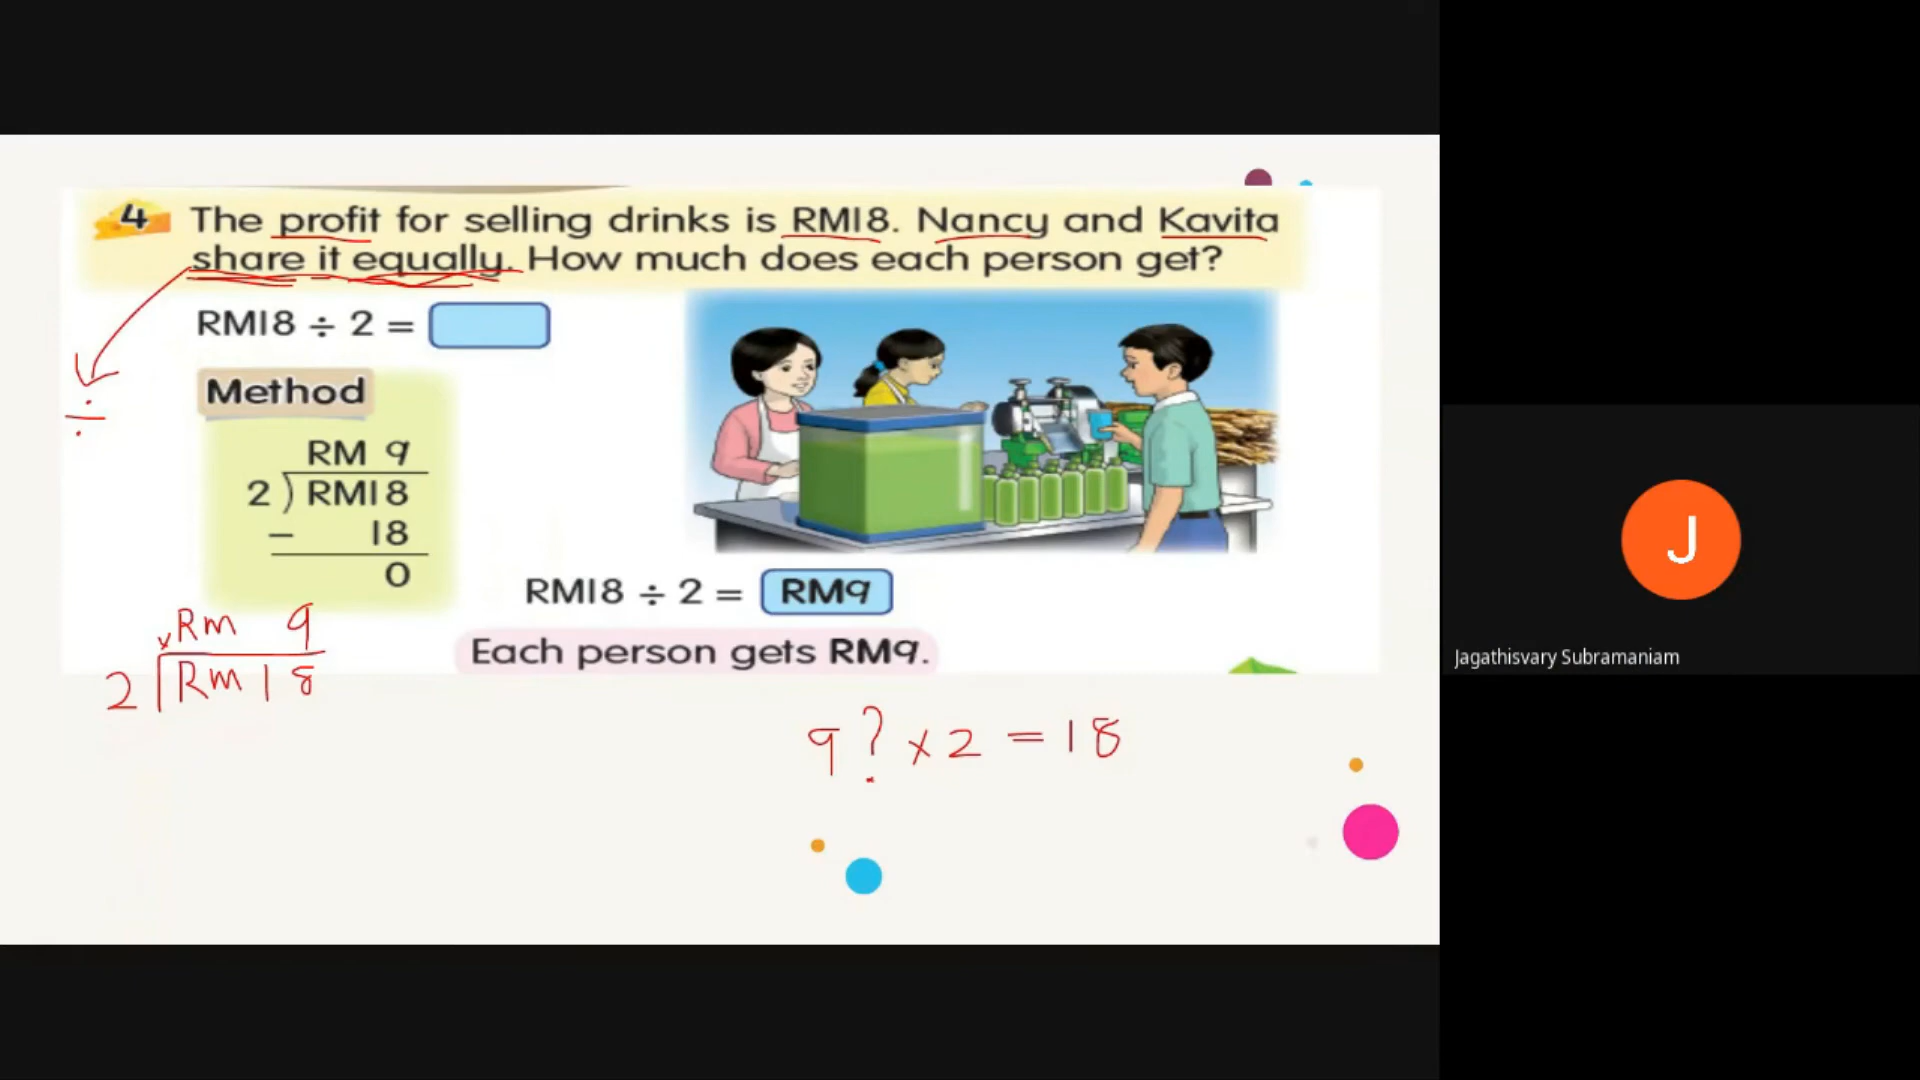 4 The profit for selling drinks is RM18. Nancy and Kavita
share it equally. How much does each person get?
RM18 ÷ 2 =
÷
Method
RM 9
2 ) RM18
− 18
0
RM18 ÷ 2 = RM9
Each person gets RM9.
Rm 9
2 Rm 18
9 ? × 2 = 18
J
Jagathisvary Subramaniam